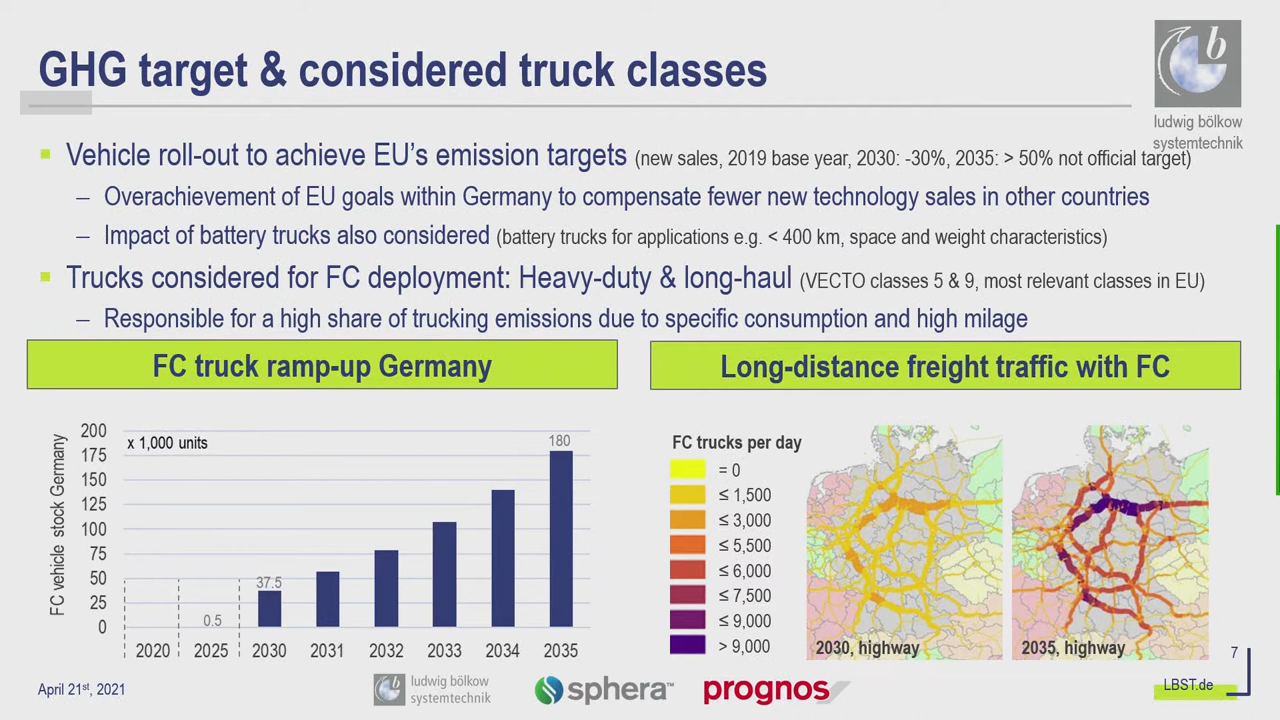 GHG target & considered truck classes
b
ludwig bölkow
systemtechnik
Vehicle roll-out to achieve EU's emission targets (new sales, 2019 base year, 2030: -30%, 2035: > 50% not official target)
– Overachievement of EU goals within Germany to compensate fewer new technology sales in other countries
– Impact of battery trucks also considered (battery trucks for applications e.g. < 400 km, space and weight characteristics)
Trucks considered for FC deployment: Heavy-duty & long-haul (VECTO classes 5 & 9, most relevant classes in EU)
– Responsible for a high share of trucking emissions due to specific consumption and high milage
FC truck ramp-up Germany
FC vehicle stock Germany
x 1,000 units
200
175
150
125
100
75
50
25
0
0.5
37.5
180
2020 2025 2030 2031 2032 2033 2034 2035
Long-distance freight traffic with FC
FC trucks per day
= 0
≤ 1,500
≤ 3,000
≤ 5,500
≤ 6,000
≤ 7,500
≤ 9,000
> 9,000
2030, highway
2035, highway
7
April 21st, 2021
ludwig bölkow
systemtechnik
sphera™
prognos
LBST.de